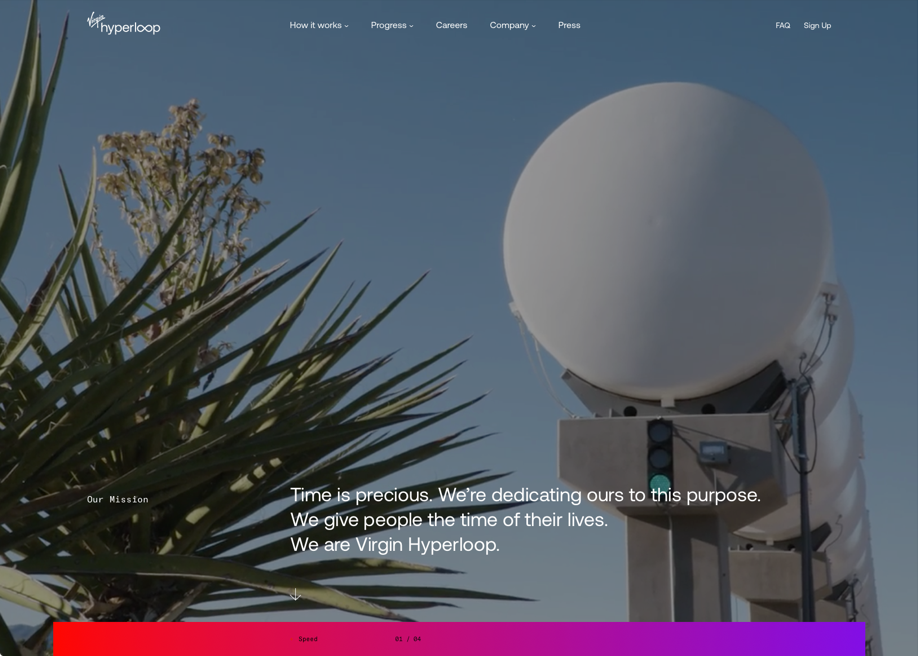 Virgin
hyperloop
How it works
Progress
Careers
Company
Press
FAQ
Sign Up
Our Mission
Time is precious. We’re dedicating ours to this purpose.
We give people the time of their lives.
We are Virgin Hyperloop.
Speed
01 / 04